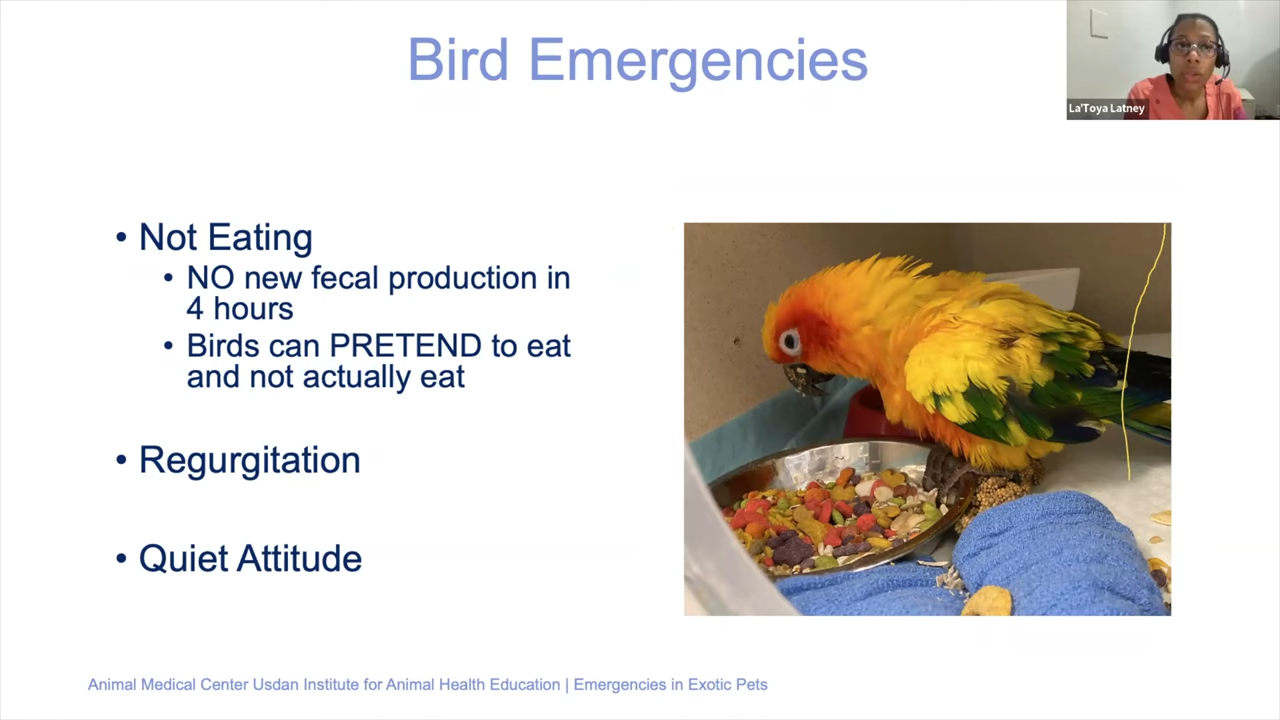 Bird Emergencies
La'Toya Latney
• Not Eating
• NO new fecal production in
4 hours
• Birds can PRETEND to eat
and not actually eat
• Regurgitation
• Quiet Attitude
Animal Medical Center Usdan Institute for Animal Health Education | Emergencies in Exotic Pets